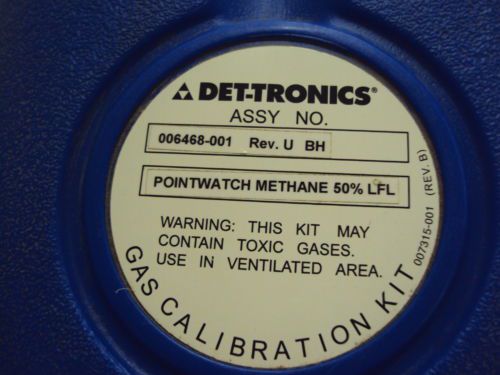 DET-TRONICS®
ASSY NO.
006468-001 Rev. U BH
POINTWATCH METHANE 50% LFL
WARNING: THIS KIT MAY
CONTAIN TOXIC GASES.
USE IN VENTILATED AREA.
GAS CALIBRATION KIT
007315-001 (REV. B)